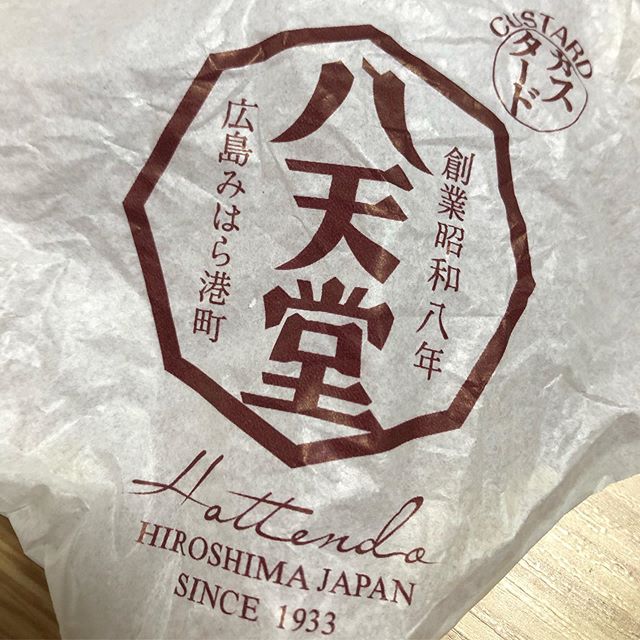 CUSTARD
カス
タード
創業昭和八年
八天堂
広島みはら港町
Hattendo
HIROSHIMA JAPAN
SINCE 1933